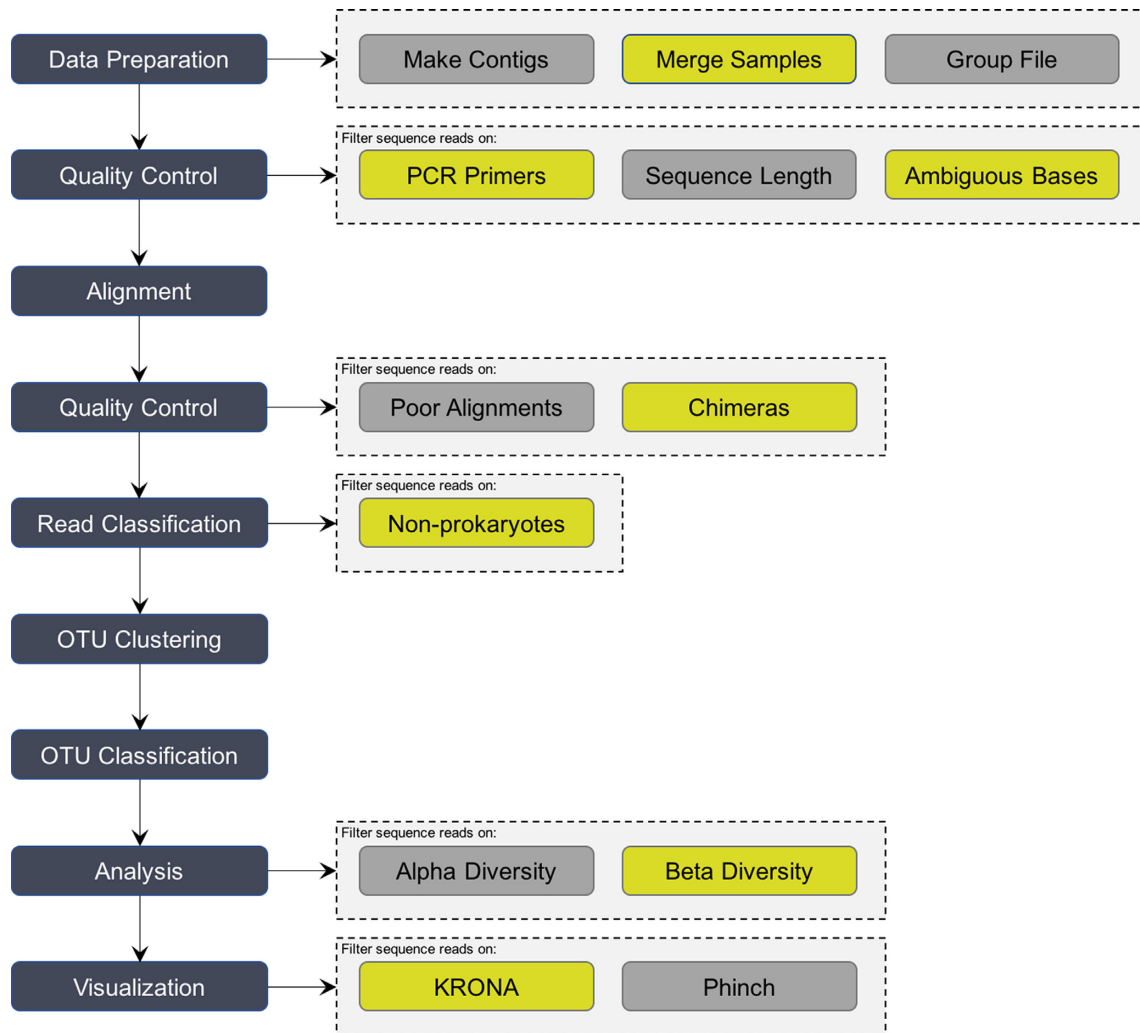 Data Preparation
Make Contigs
Merge Samples
Group File
Quality Control
Filter sequence reads on:
PCR Primers
Sequence Length
Ambiguous Bases
Alignment
Quality Control
Filter sequence reads on:
Poor Alignments
Chimeras
Read Classification
Filter sequence reads on:
Non-prokaryotes
OTU Clustering
OTU Classification
Analysis
Filter sequence reads on:
Alpha Diversity
Beta Diversity
Visualization
Filter sequence reads on:
KRONA
Phinch